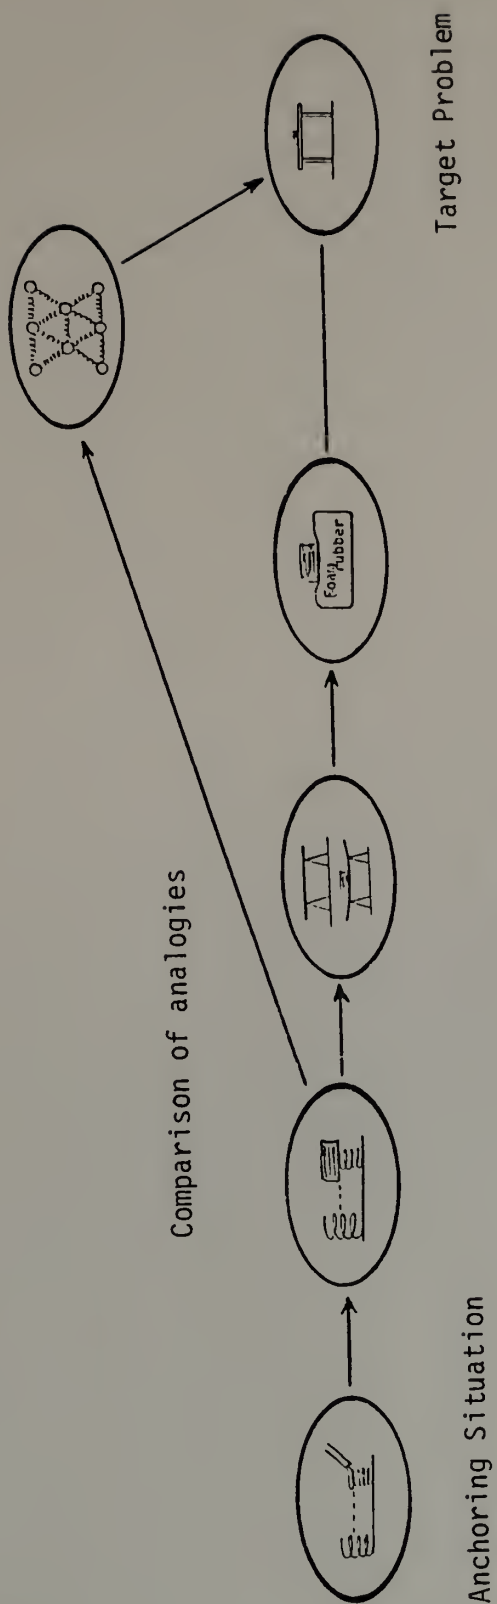 Comparison of analogies
Anchoring Situation
Foam
rubber
Target Problem